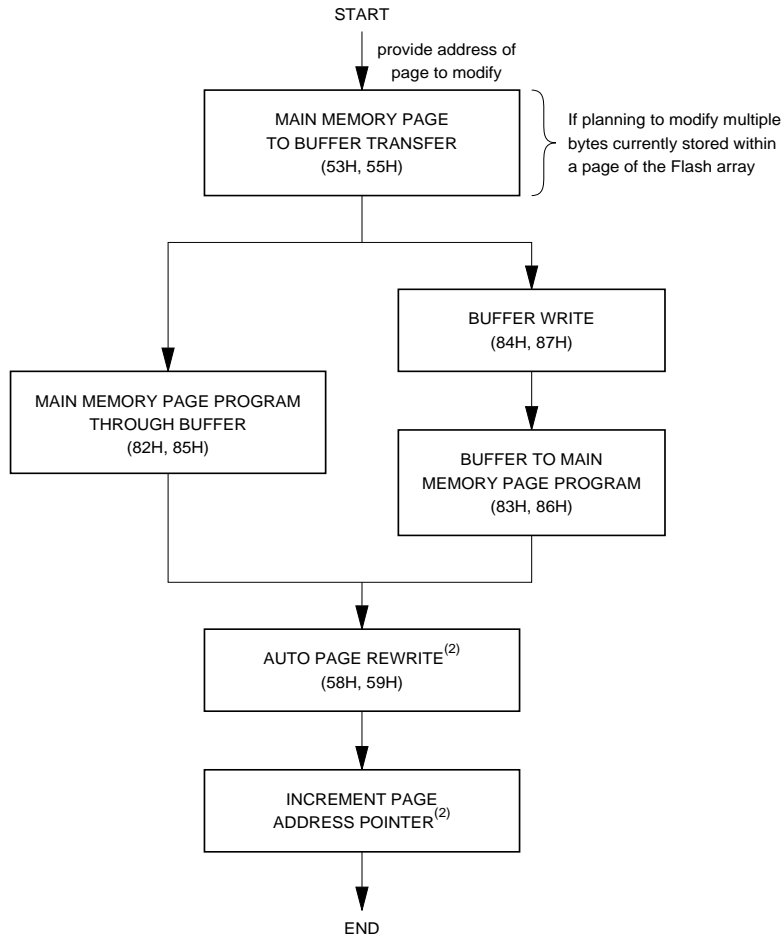 START
provide address of
page to modify
MAIN MEMORY PAGE
TO BUFFER TRANSFER
(53H, 55H)
If planning to modify multiple
bytes currently stored within
a page of the Flash array
BUFFER WRITE
(84H, 87H)
MAIN MEMORY PAGE PROGRAM
THROUGH BUFFER
(82H, 85H)
BUFFER TO MAIN
MEMORY PAGE PROGRAM
(83H, 86H)
AUTO PAGE REWRITE(2)
(58H, 59H)
INCREMENT PAGE
ADDRESS POINTER(2)
END